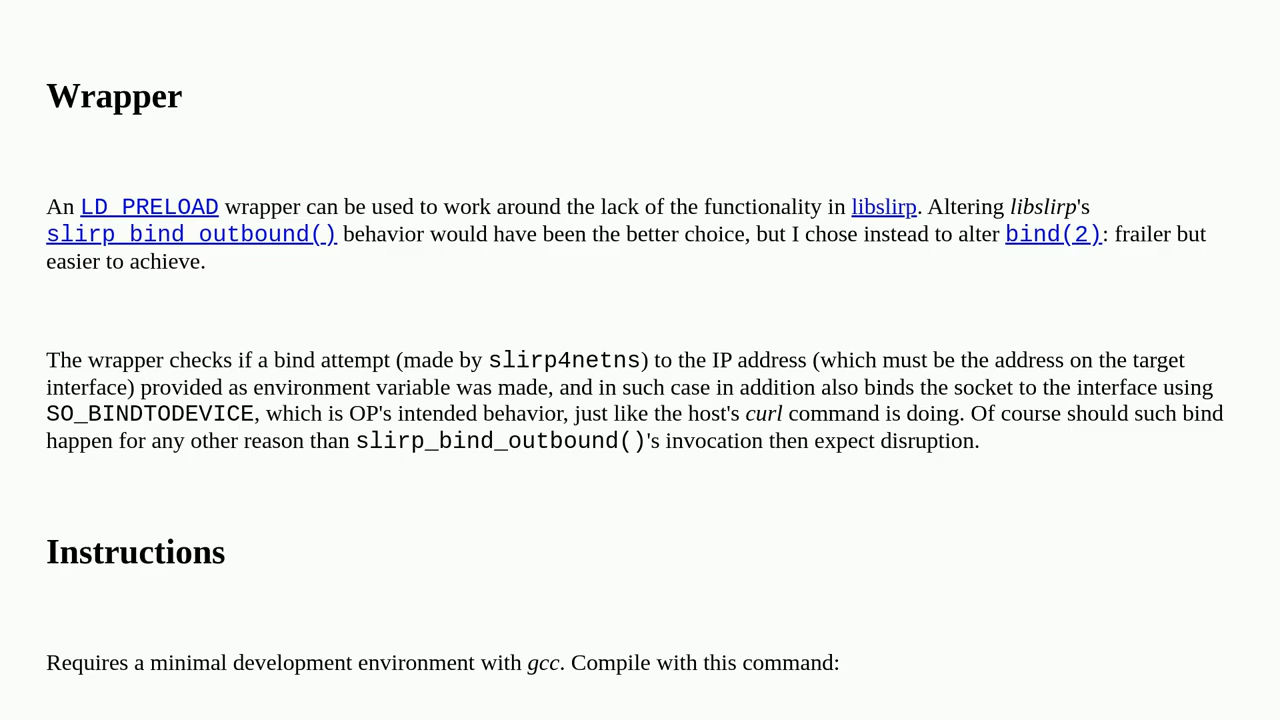 Wrapper
An LD_PRELOAD wrapper can be used to work around the lack of the functionality in libslirp. Altering libslirp's
slirp_bind_outbound() behavior would have been the better choice, but I chose instead to alter bind(2): frailer but
easier to achieve.
The wrapper checks if a bind attempt (made by slirp4netns) to the IP address (which must be the address on the target
interface) provided as environment variable was made, and in such case in addition also binds the socket to the interface using
SO_BINDTODEVICE, which is OP's intended behavior, just like the host's curl command is doing. Of course should such bind
happen for any other reason than slirp_bind_outbound()'s invocation then expect disruption.
Instructions
Requires a minimal development environment with gcc. Compile with this command: